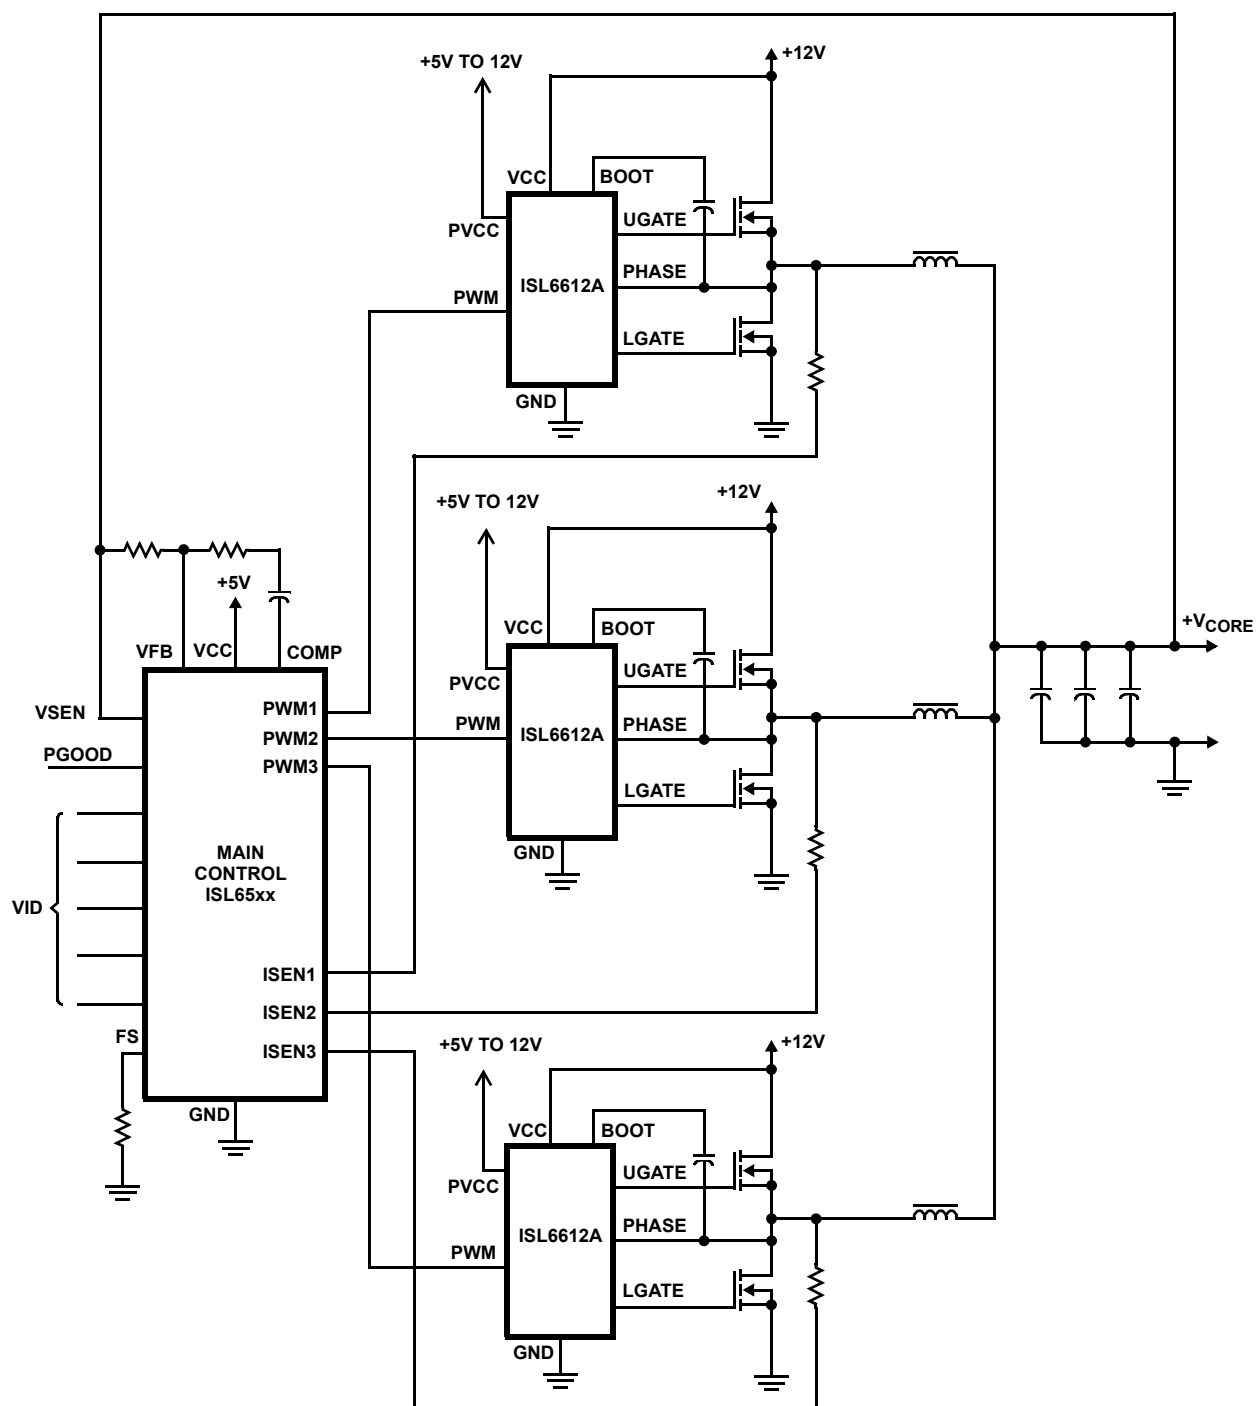 +12V
+5V TO 12V
VCC
BOOT
UGATE
PVCC
PHASE
ISL6612A
PWM
LGATE
GND
+12V
+5V TO 12V
+5V
+VCORE
VCC
BOOT
VFB
VCC
COMP
UGATE
PVCC
VSEN
PWM1
PWM
PHASE
ISL6612A
PWM2
PGOOD
PWM3
LGATE
MAIN
CONTROL
ISL65xx
GND
VID
ISEN1
ISEN2
FS
ISEN3
+5V TO 12V
+12V
GND
VCC
BOOT
UGATE
PVCC
PHASE
ISL6612A
PWM
LGATE
GND